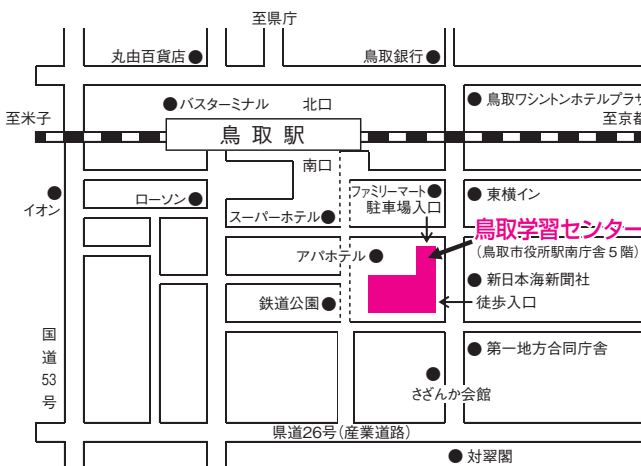 至県庁
丸由百貨店
鳥取銀行
バスターミナル
北口
鳥取ワシントンホテルプラザ
至米子
至京都
鳥取駅
南口
イオン
ローソン
ファミリーマート
駐車場入口
東横イン
スーパーホテル
鳥取学習センター
(鳥取市役所駅南庁舎5階)
アパホテル
新日本海新聞社
鉄道公園
徒歩入口
国道53号
第一地方合同庁舎
さざんか会館
県道26号(産業道路)
対翠閣